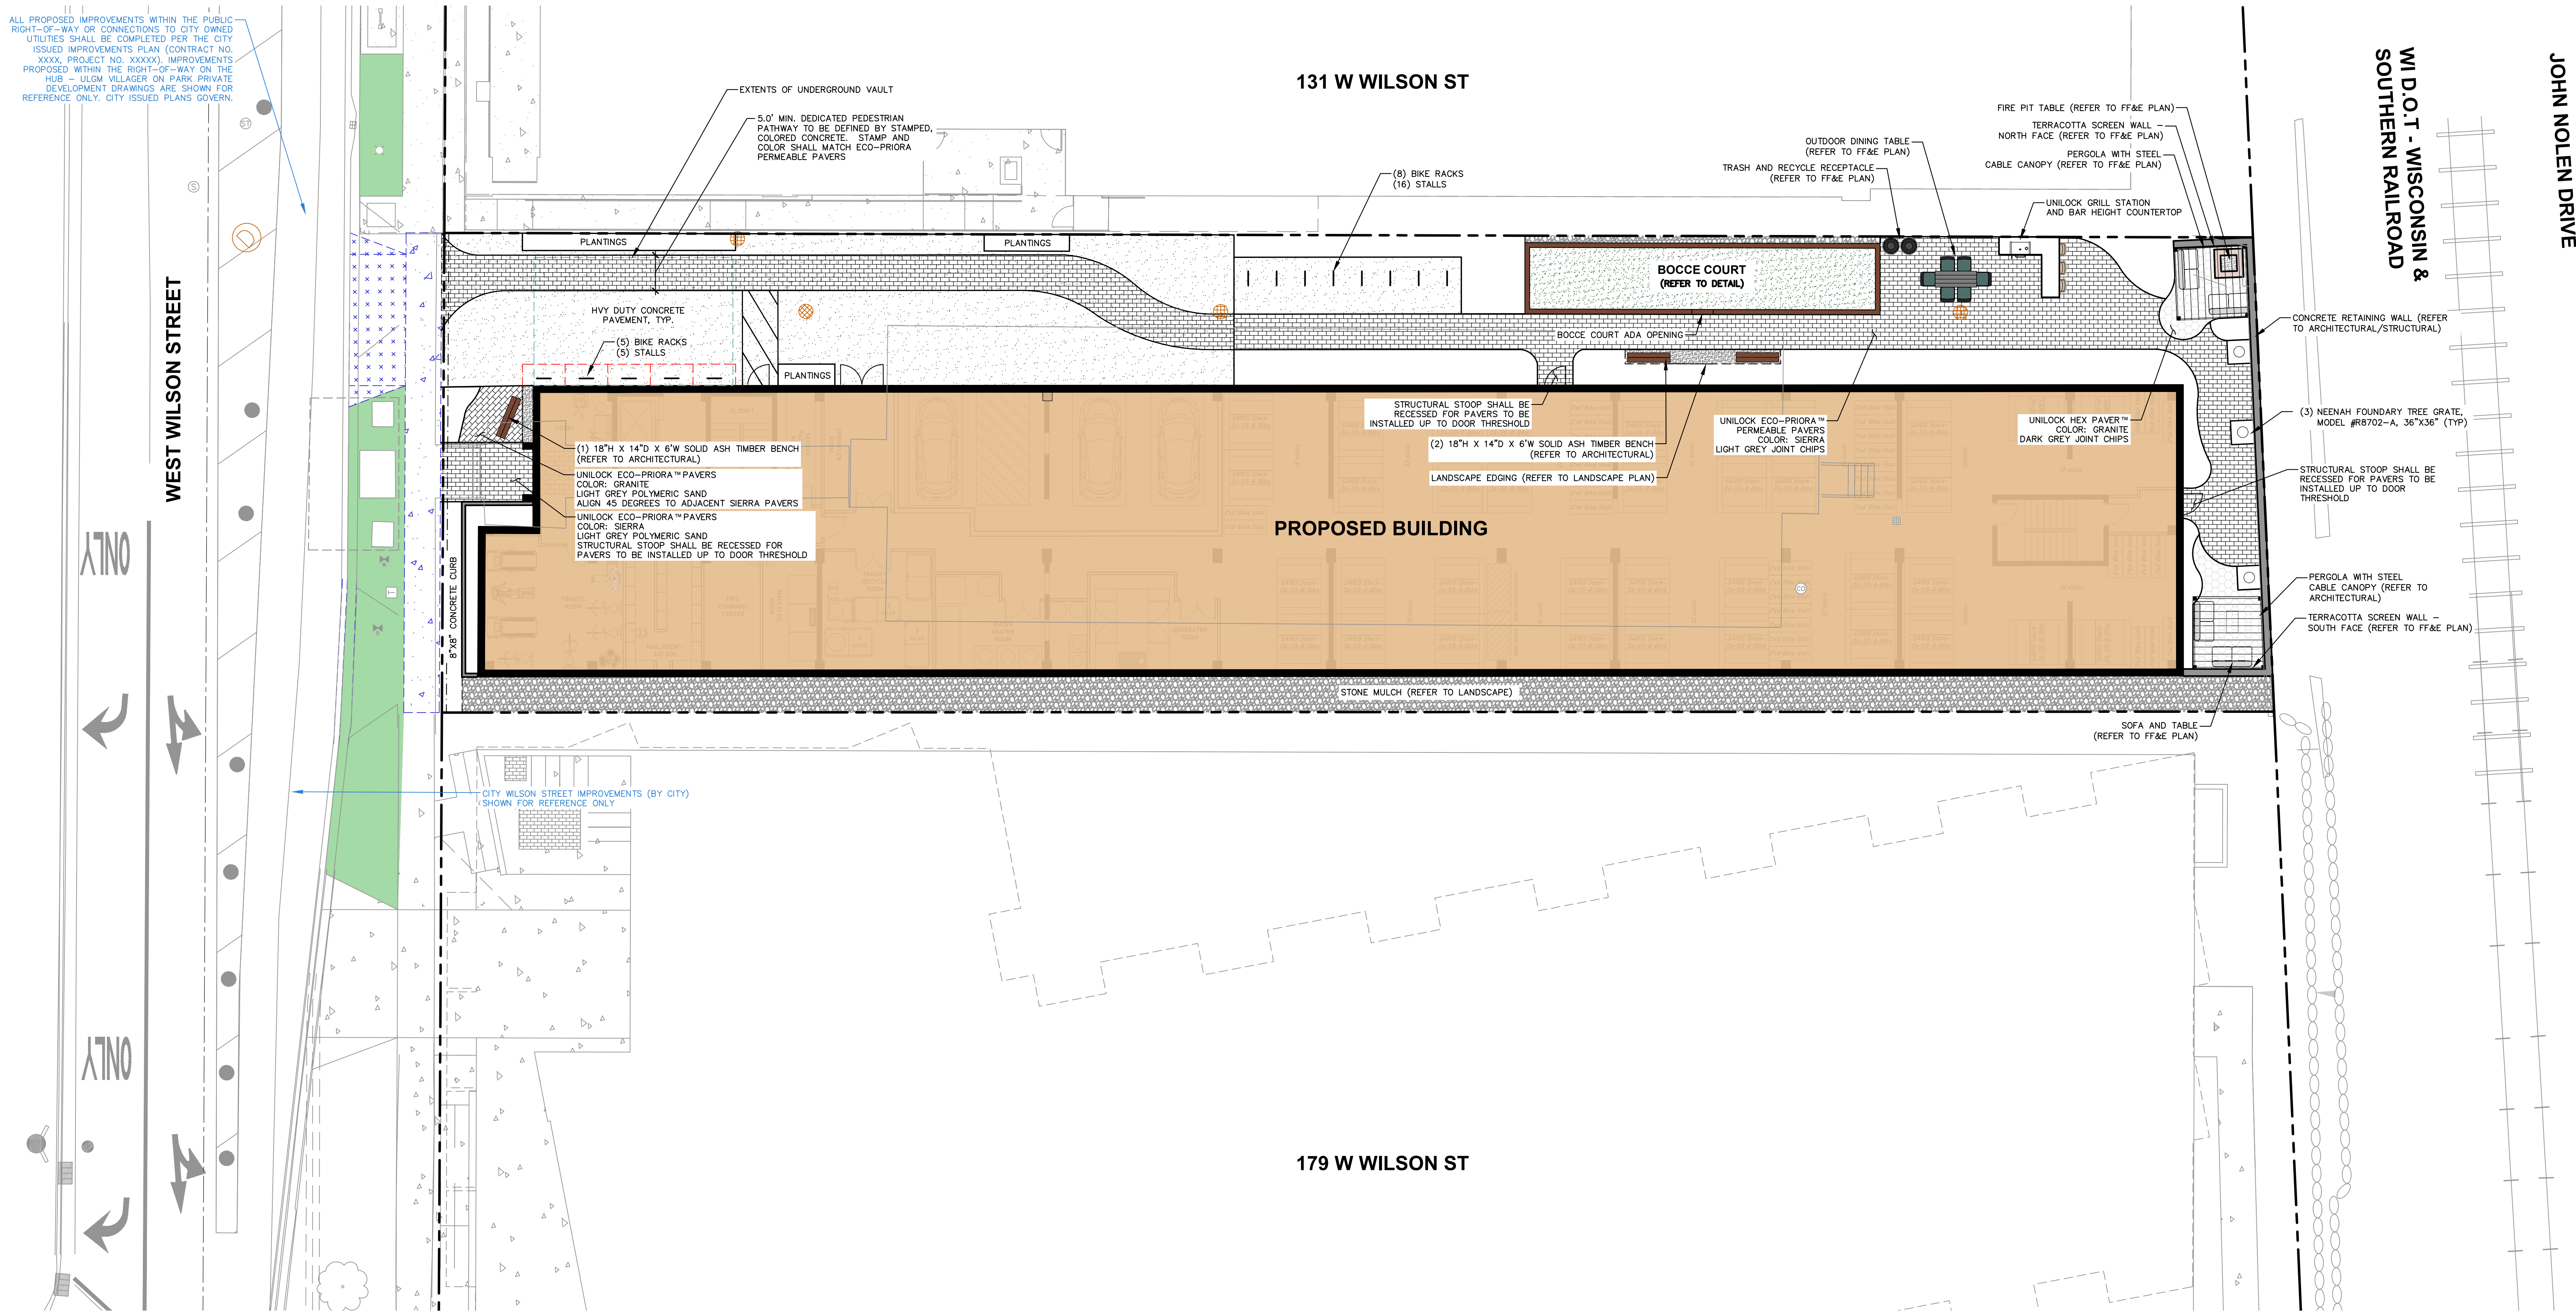 ALL PROPOSED IMPROVEMENTS WITHIN THE PUBLIC
RIGHT-OF-WAY OR CONNECTIONS TO CITY OWNED
UTILITIES SHALL BE COMPLETED PER THE CITY
ISSUED IMPROVEMENTS PLAN (CONTRACT NO.
XXXX, PROJECT NO. XXXXX). IMPROVEMENTS
PROPOSED WITHIN THE RIGHT-OF-WAY ON THE
HUB - ULGM VILLAGER ON PARK PRIVATE
DEVELOPMENT DRAWINGS ARE SHOWN FOR
REFERENCE ONLY. CITY ISSUED PLANS GOVERN.
131 W WILSON ST
WI D.O.T - WISCONSIN &
SOUTHERN RAILROAD
JOHN NOLEN DRIVE
EXTENTS OF UNDERGROUND VAULT
5.0' MIN. DEDICATED PEDESTRIAN
PATHWAY TO BE DEFINED BY STAMPED,
COLORED CONCRETE. STAMP AND
COLOR SHALL MATCH ECO-PRIORA
PERMEABLE PAVERS
(8) BIKE RACKS
(16) STALLS
OUTDOOR DINING TABLE
(REFER TO FF&E PLAN)
TRASH AND RECYCLE RECEPTACLE
(REFER TO FF&E PLAN)
FIRE PIT TABLE (REFER TO FF&E PLAN)
TERRACOTTA SCREEN WALL -
NORTH FACE (REFER TO FF&E PLAN)
PERGOLA WITH STEEL
CABLE CANOPY (REFER TO FF&E PLAN)
UNILOCK GRILL STATION
AND BAR HEIGHT COUNTERTOP
ST
S
D
PLANTINGS
PLANTINGS
BOCCE COURT
(REFER TO DETAIL)
HVY DUTY CONCRETE
PAVEMENT, TYP.
(5) BIKE RACKS
(5) STALLS
PLANTINGS
BOCCE COURT ADA OPENING
CONCRETE RETAINING WALL (REFER
TO ARCHITECTURAL/STRUCTURAL)
WEST WILSON STREET
STRUCTURAL STOOP SHALL BE
RECESSED FOR PAVERS TO BE
INSTALLED UP TO DOOR THRESHOLD
(2) 18"H X 14"D X 6'W SOLID ASH TIMBER BENCH
(REFER TO ARCHITECTURAL)
LANDSCAPE EDGING (REFER TO LANDSCAPE PLAN)
UNILOCK ECO-PRIORA™
PERMEABLE PAVERS
COLOR: SIERRA
LIGHT GREY JOINT CHIPS
UNILOCK HEX PAVER™
COLOR: GRANITE
DARK GREY JOINT CHIPS
(3) NEENAH FOUNDARY TREE GRATE,
MODEL #R8702-A, 36"X36" (TYP)
(1) 18"H X 14"D X 6'W SOLID ASH TIMBER BENCH
(REFER TO ARCHITECTURAL)
UNILOCK ECO-PRIORA™ PAVERS
COLOR: GRANITE
LIGHT GREY POLYMERIC SAND
ALIGN 45 DEGREES TO ADJACENT SIERRA PAVERS
UNILOCK ECO-PRIORA™ PAVERS
COLOR: SIERRA
LIGHT GREY POLYMERIC SAND
STRUCTURAL STOOP SHALL BE RECESSED FOR
PAVERS TO BE INSTALLED UP TO DOOR THRESHOLD
STRUCTURAL STOOP SHALL BE
RECESSED FOR PAVERS TO BE
INSTALLED UP TO DOOR
THRESHOLD
PROPOSED BUILDING
ONLY
8"X8" CONCRETE CURB
T
CO
PERGOLA WITH STEEL
CABLE CANOPY (REFER TO
ARCHITECTURAL)
TERRACOTTA SCREEN WALL -
SOUTH FACE (REFER TO FF&E PLAN)
STONE MULCH (REFER TO LANDSCAPE)
SOFA AND TABLE
(REFER TO FF&E PLAN)
CITY WILSON STREET IMPROVEMENTS (BY CITY)
SHOWN FOR REFERENCE ONLY
ONLY
179 W WILSON ST